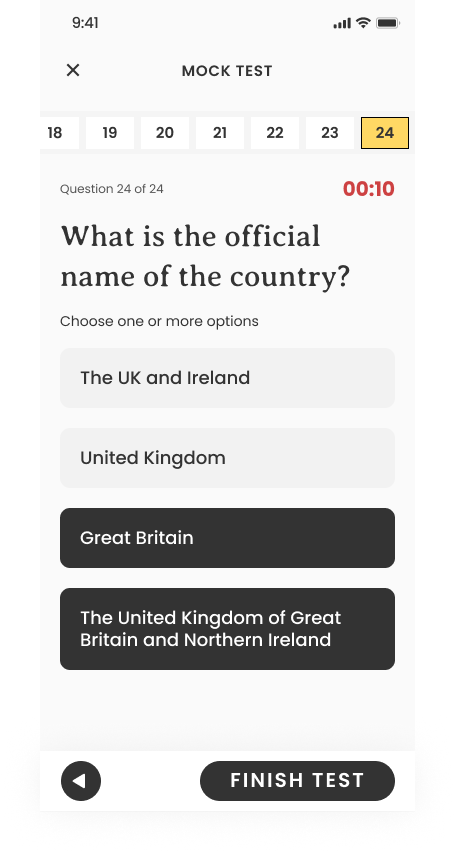 9:41
MOCK TEST
18 19 20 21 22 23 24
Question 24 of 24 00:10
What is the official
name of the country?
Choose one or more options
The UK and Ireland
United Kingdom
Great Britain
The United Kingdom of Great
Britain and Northern Ireland
FINISH TEST